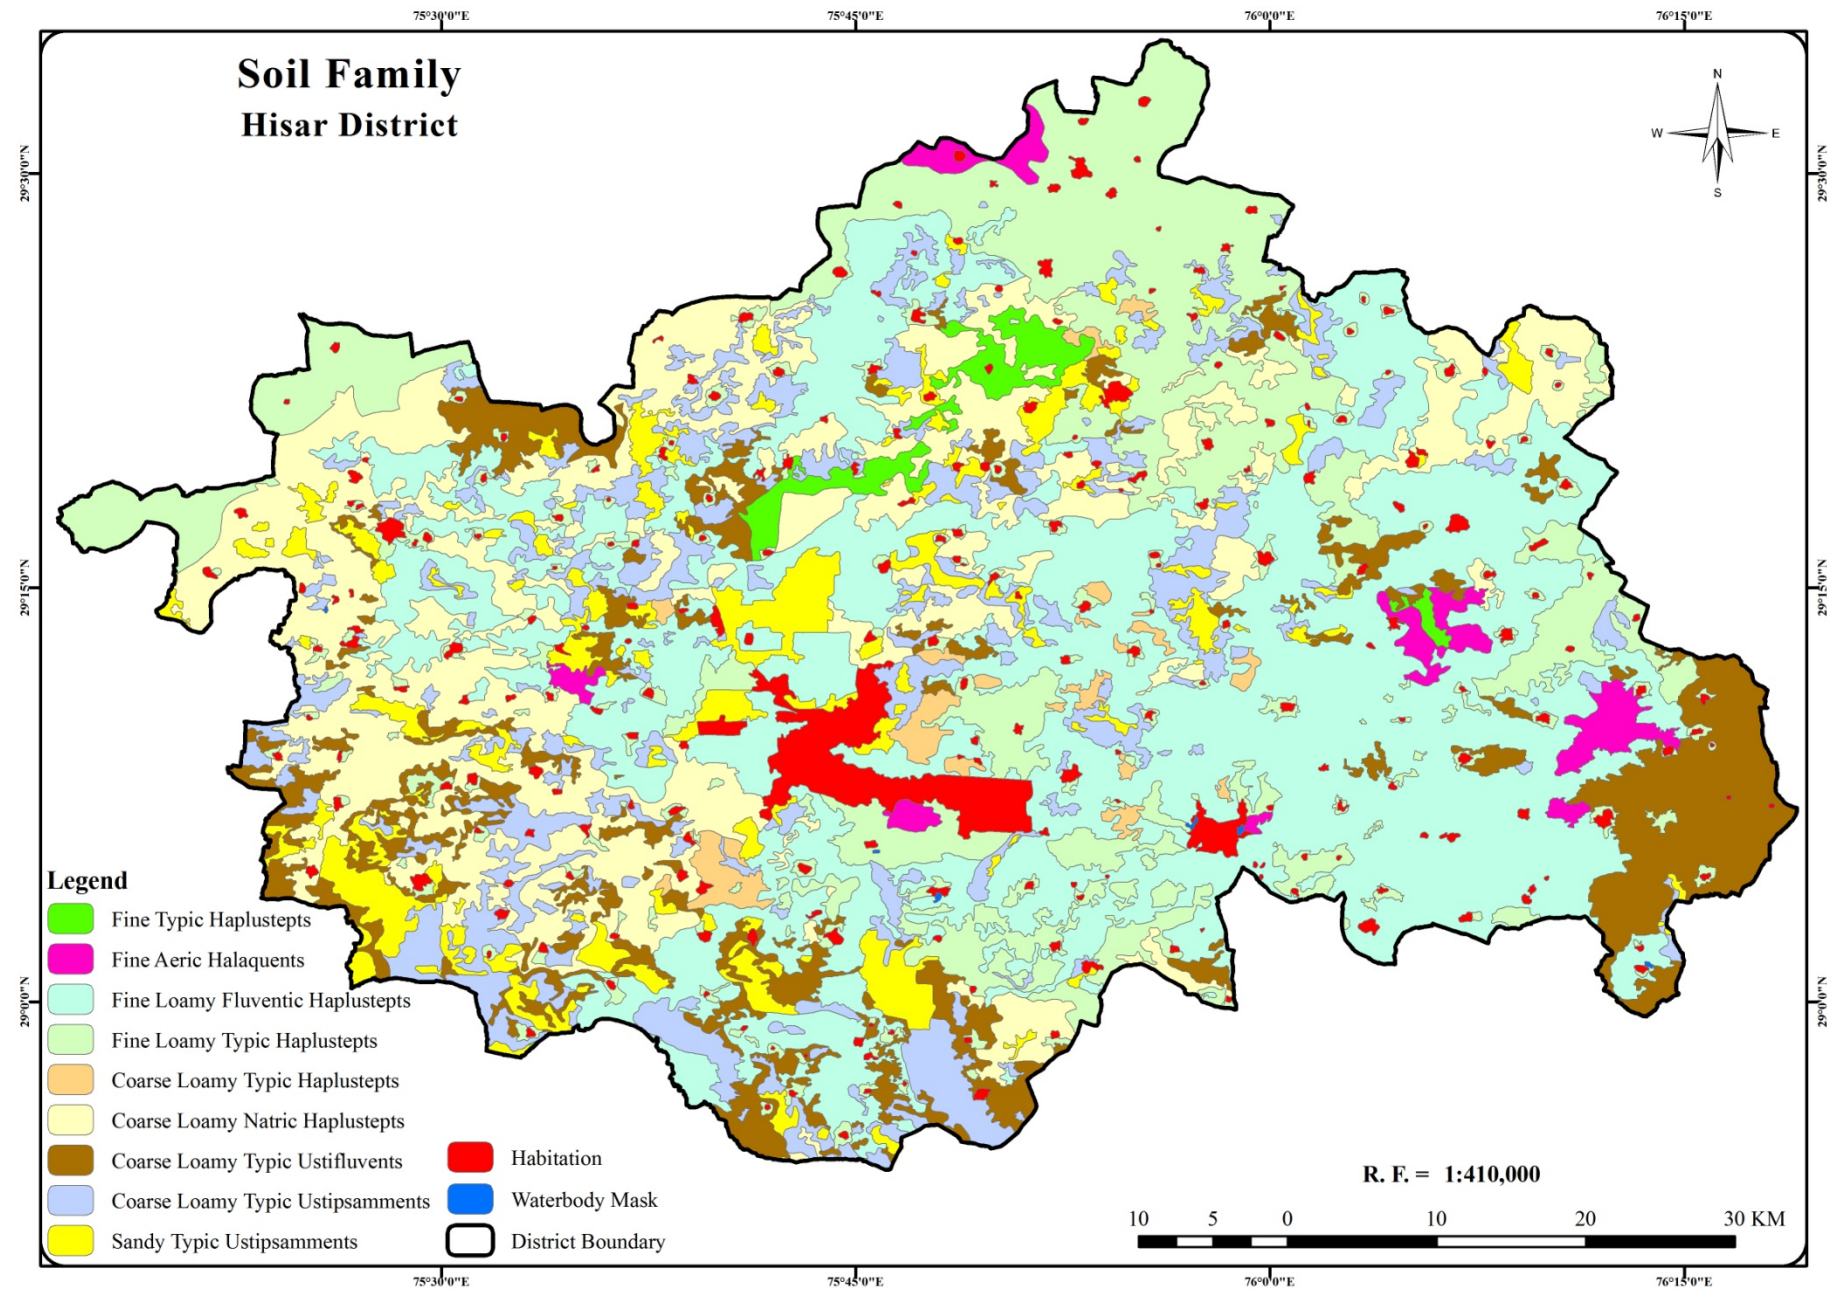 75°30'0"E 75°45'0"E 76°0'0"E 76°15'0"E
Soil Family
Hisar District
N
W E
S
29°30'0"N 29°30'0"N
29°15'0"N 29°15'0"N
29°0'0"N 29°0'0"N
Legend
Fine Typic Haplustepts
Fine Aeric Halaquents
Fine Loamy Fluventic Haplustepts
Fine Loamy Typic Haplustepts
Coarse Loamy Typic Haplustepts
Coarse Loamy Natric Haplustepts
Coarse Loamy Typic Ustifluvents
Coarse Loamy Typic Ustipsamments
Sandy Typic Ustipsamments
Habitation
Waterbody Mask
District Boundary
R. F. = 1:410,000
10 5 0 10 20 30 KM
75°30'0"E 75°45'0"E 76°0'0"E 76°15'0"E